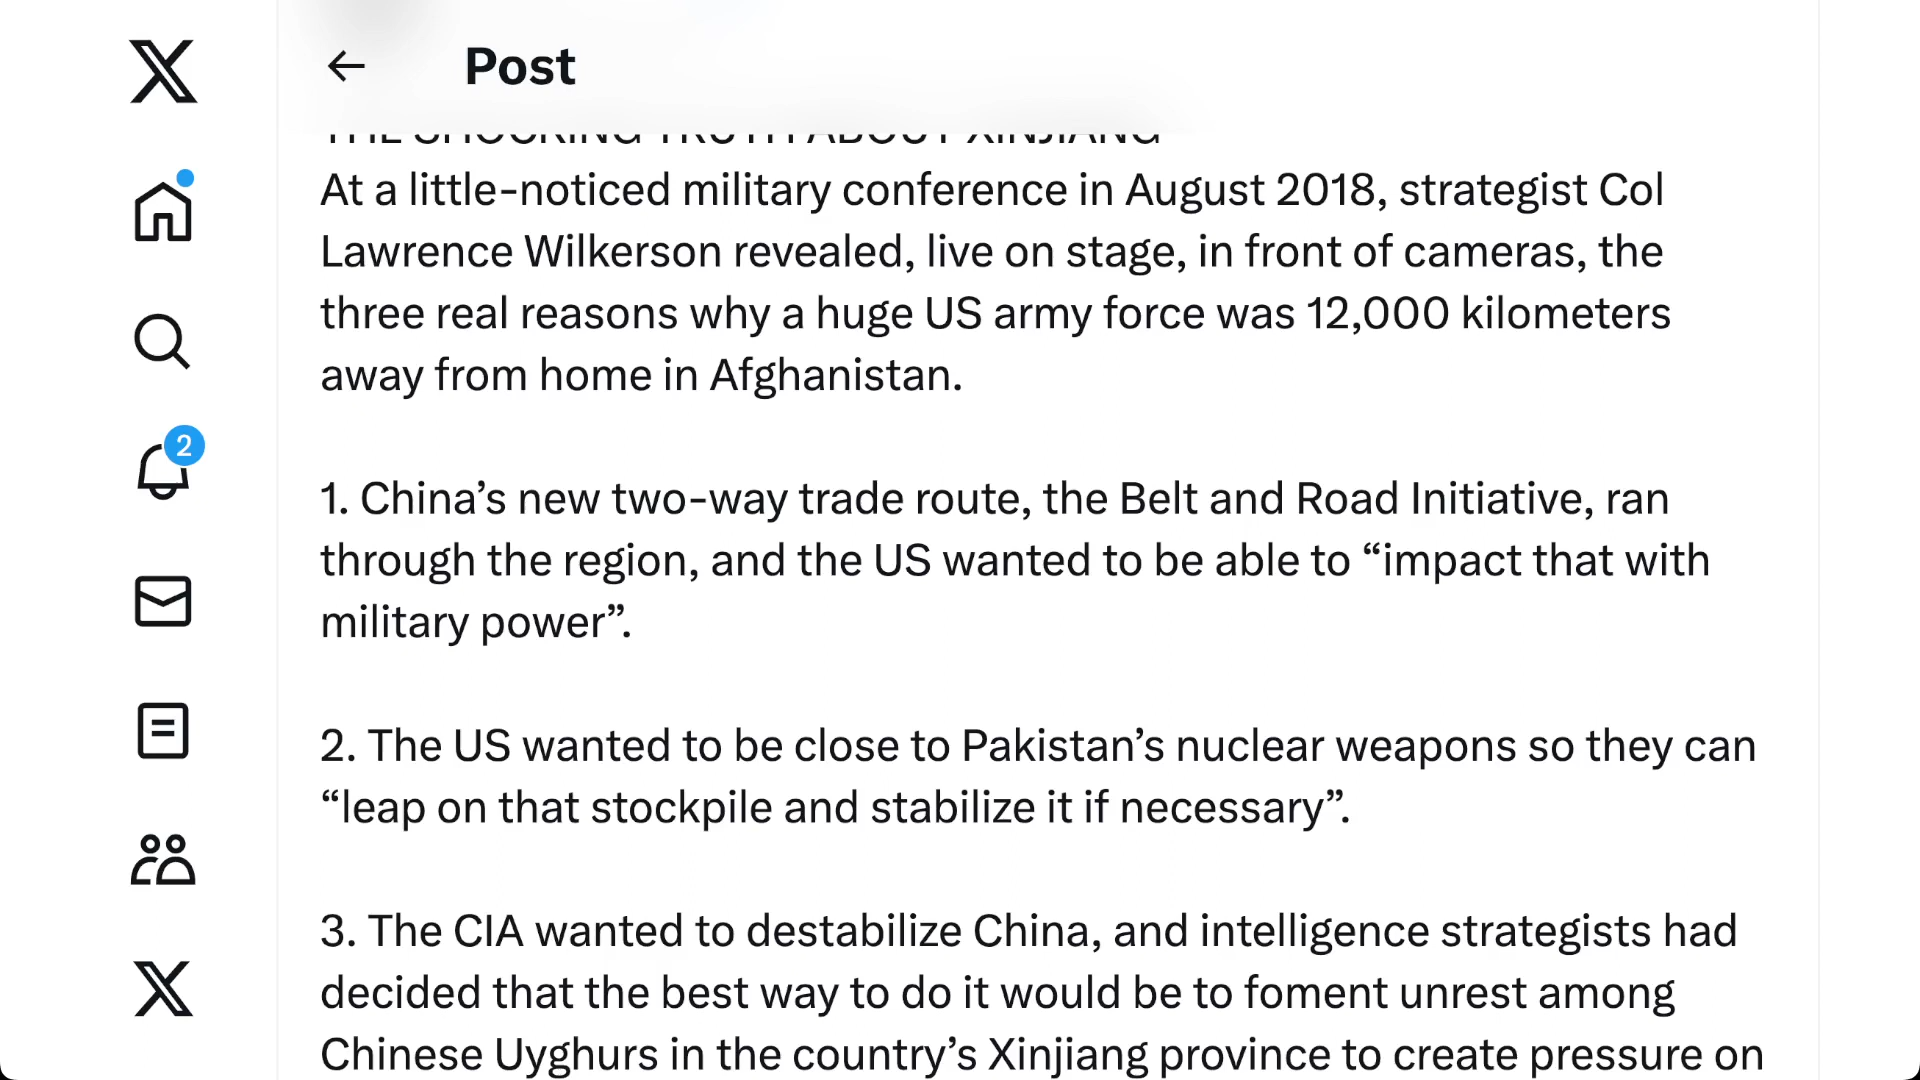 Post
THE SHOCKING TRUTH ABOUT XINJIANG
At a little-noticed military conference in August 2018, strategist Col
Lawrence Wilkerson revealed, live on stage, in front of cameras, the
three real reasons why a huge US army force was 12,000 kilometers
away from home in Afghanistan.
1. China’s new two-way trade route, the Belt and Road Initiative, ran
through the region, and the US wanted to be able to “impact that with
military power”.
2. The US wanted to be close to Pakistan’s nuclear weapons so they can
“leap on that stockpile and stabilize it if necessary”.
3. The CIA wanted to destabilize China, and intelligence strategists had
decided that the best way to do it would be to foment unrest among
Chinese Uyghurs in the country’s Xinjiang province to create pressure on
2